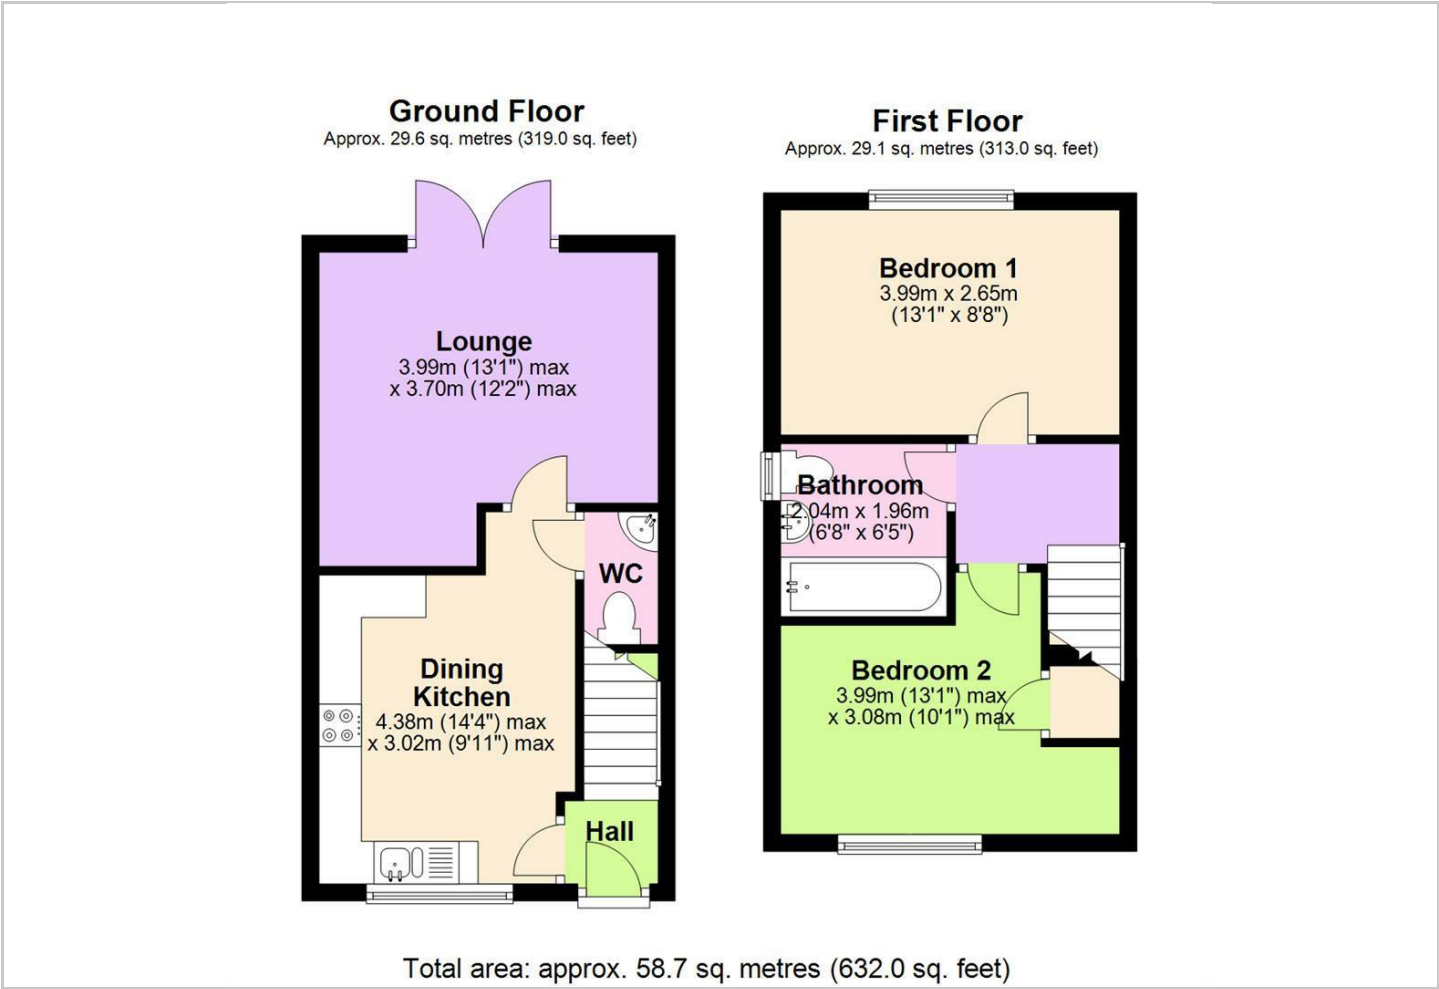 Ground Floor
Approx. 29.6 sq. metres (319.0 sq. feet)
Lounge
3.99m (13'1") max
x 3.70m (12'2") max
WC
Dining
Kitchen
4.38m (14'4") max
x 3.02m (9'11") max
Hall
First Floor
Approx. 29.1 sq. metres (313.0 sq. feet)
Bedroom 1
3.99m x 2.65m
(13'1" x 8'8")
Bathroom
2.04m x 1.96m
(6'8" x 6'5")
Bedroom 2
3.99m (13'1") max
x 3.08m (10'1") max
Total area: approx. 58.7 sq. metres (632.0 sq. feet)